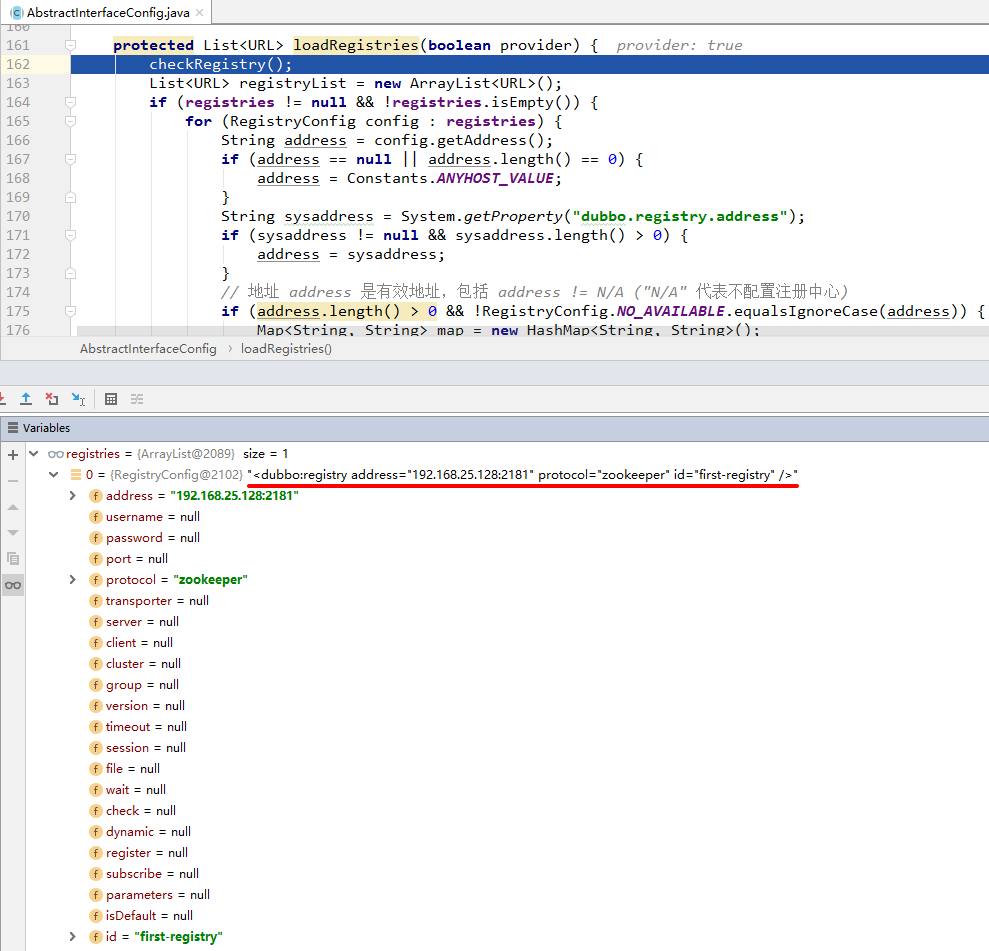 AbstractInterfaceConfig.java
160
161 protected List<URL> loadRegistries(boolean provider) { provider: true
162 checkRegistry();
163 List<URL> registryList = new ArrayList<URL>();
164 if (registries != null && !registries.isEmpty()) {
165 for (RegistryConfig config : registries) {
166 String address = config.getAddress();
167 if (address == null || address.length() == 0) {
168 address = Constants.ANYHOST_VALUE;
169 }
170 String sysaddress = System.getProperty("dubbo.registry.address");
171 if (sysaddress != null && sysaddress.length() > 0) {
172 address = sysaddress;
173 }
174 // 地址 address 是有效地址，包括 address != N/A ("N/A" 代表不配置注册中心)
175 if (address.length() > 0 && !RegistryConfig.NO_AVAILABLE.equalsIgnoreCase(address)) {
176 Map<String, String> map = new HashMap<String, String>();
AbstractInterfaceConfig › loadRegistries()
Variables
registries = {ArrayList@2089} size = 1
0 = {RegistryConfig@2102} "<dubbo:registry address="192.168.25.128:2181" protocol="zookeeper" id="first-registry" />"
f address = "192.168.25.128:2181"
f username = null
f password = null
f port = null
f protocol = "zookeeper"
f transporter = null
f server = null
f client = null
f cluster = null
f group = null
f version = null
f timeout = null
f session = null
f file = null
f wait = null
f check = null
f dynamic = null
f register = null
f subscribe = null
f parameters = null
f isDefault = null
f id = "first-registry"